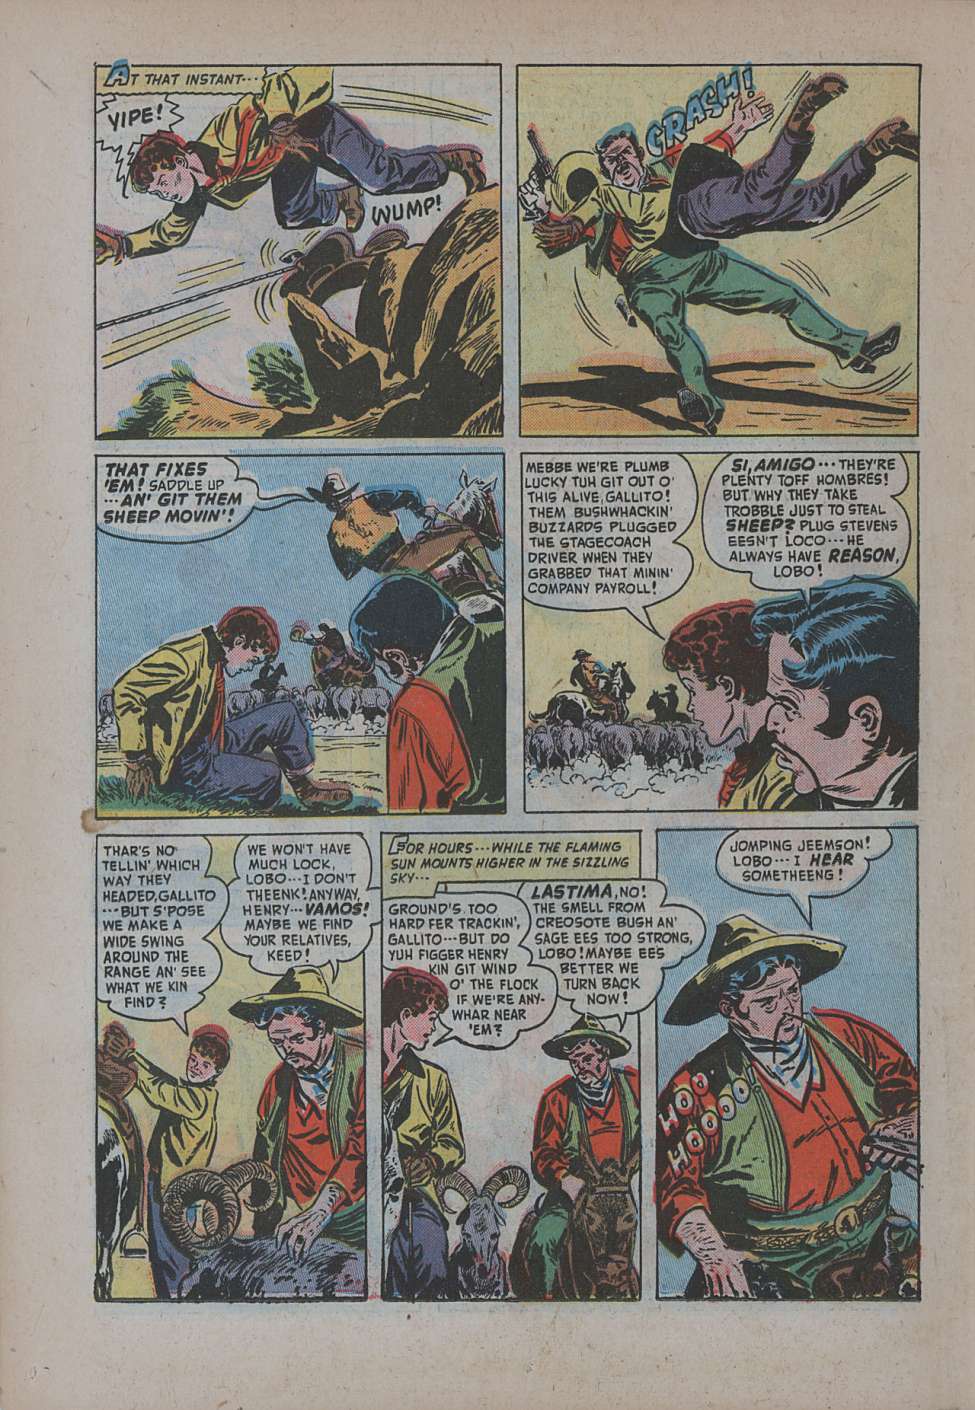 AT THAT INSTANT...
YIPE!
WUMP!
CRASH!
THAT FIXES
'EM! SADDLE UP
...AN' GIT THEM
SHEEP MOVIN'!
MEBBE WE'RE PLUMB
LUCKY TUH GIT OUT O'
THIS ALIVE, GALLITO!
THEM BUSHWHACKIN'
BUZZARDS PLUGGED
THE STAGECOACH
DRIVER WHEN THEY
GRABBED THAT MININ'
COMPANY PAYROLL!
SI, AMIGO... THEY'RE
PLENTY TOFF HOMBRES!
BUT WHY THEY TAKE
TROBBLE JUST TO STEAL
SHEEP? PLUG STEVENS
EESN'T LOCO... HE
ALWAYS HAVE REASON,
LOBO!
THAR'S NO
TELLIN' WHICH
WAY THEY
HEADED, GALLITO
...BUT S'POSE
WE MAKE A
WIDE SWING
AROUND THE
RANGE AN' SEE
WHAT WE KIN
FIND?
WE WON'T HAVE
MUCH LOCK,
LOBO... I DON'T
THEENK! ANYWAY,
HENRY... VAMOS!
MAYBE WE FIND
YOUR RELATIVES,
KEED!
FOR HOURS... WHILE THE FLAMING
SUN MOUNTS HIGHER IN THE SIZZLING
SKY...
GROUND'S TOO
HARD FER TRACKIN',
GALLITO... BUT DO
YUH FIGGER HENRY
KIN GIT WIND
O' THE FLOCK
IF WE'RE ANY-
WHAR NEAR
'EM?
LASTIMA, NO!
THE SMELL FROM
CREOSOTE BUSH AN'
SAGE EES TOO STRONG,
LOBO! MAYBE EES
BETTER WE
TURN BACK
NOW!
JOMPING JEEMSON!
LOBO... I HEAR
SOMETHEENG!
HOO
HOOOOO